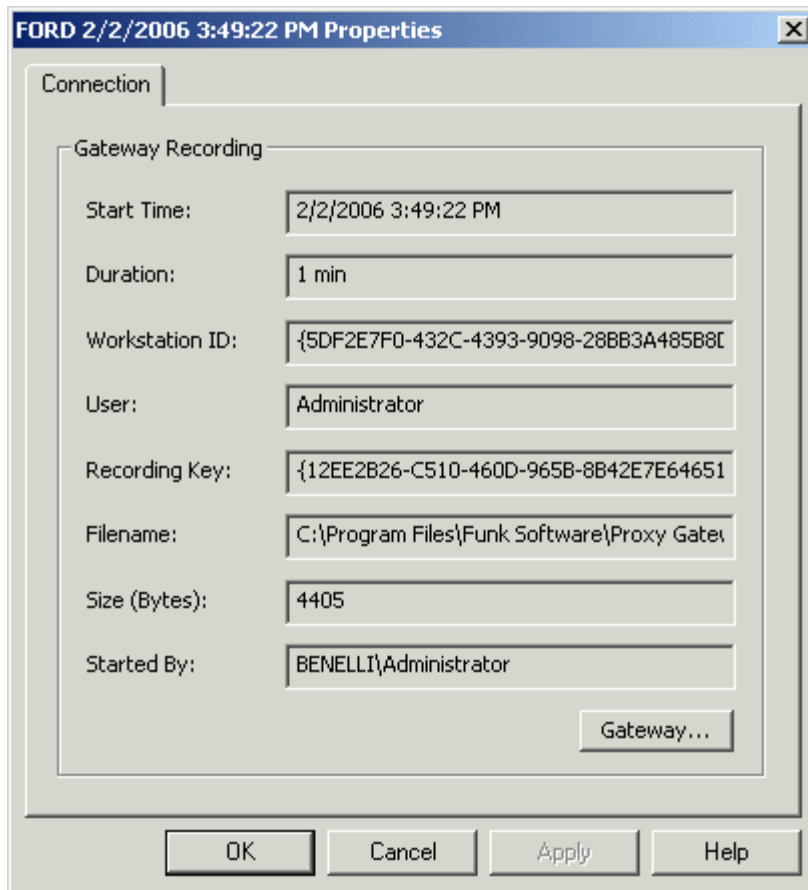 FORD 2/2/2006 3:49:22 PM Properties
Connection
Gateway Recording
Start Time: 2/2/2006 3:49:22 PM
Duration: 1 min
Workstation ID: {5DF2E7F0-432C-4393-9098-28BB3A485B8D
User: Administrator
Recording Key: {12EE2B26-C510-460D-965B-8B42E7E64651
Filename: C:\Program Files\Funk Software\Proxy Gatew
Size (Bytes): 4405
Started By: BENELLI\Administrator
Gateway...
OK Cancel Apply Help